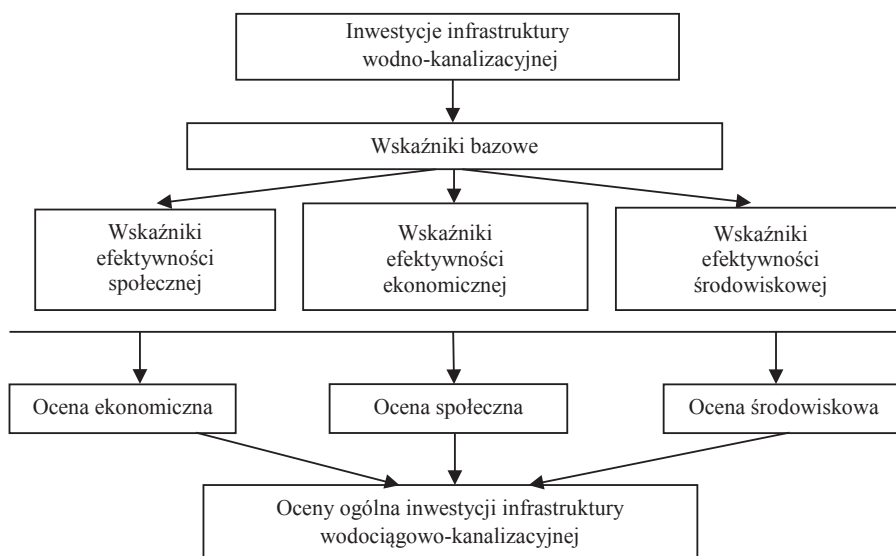 Inwestycje infrastruktury
wodno-kanalizacyjnej
Wskaźniki bazowe
Wskaźniki
efektywności
społecznej
Wskaźniki
efektywności
ekonomicznej
Wskaźniki
efektywności
środowiskowej
Ocena ekonomiczna
Ocena społeczna
Ocena środowiskowa
Oceny ogólna inwestycji infrastruktury
wodociągowo-kanalizacyjnej